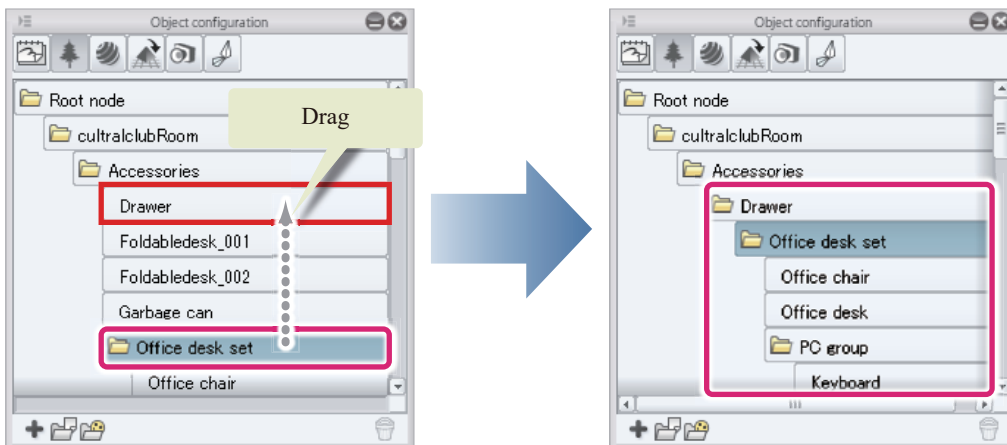 Object configuration
Root node
cultralclubRoom
Drag
Accessories
Drawer
Foldabledesk_001
Foldabledesk_002
Garbage can
Office desk set
Office chair
Object configuration
Root node
cultralclubRoom
Accessories
Drawer
Office desk set
Office chair
Office desk
PC group
Keyboard